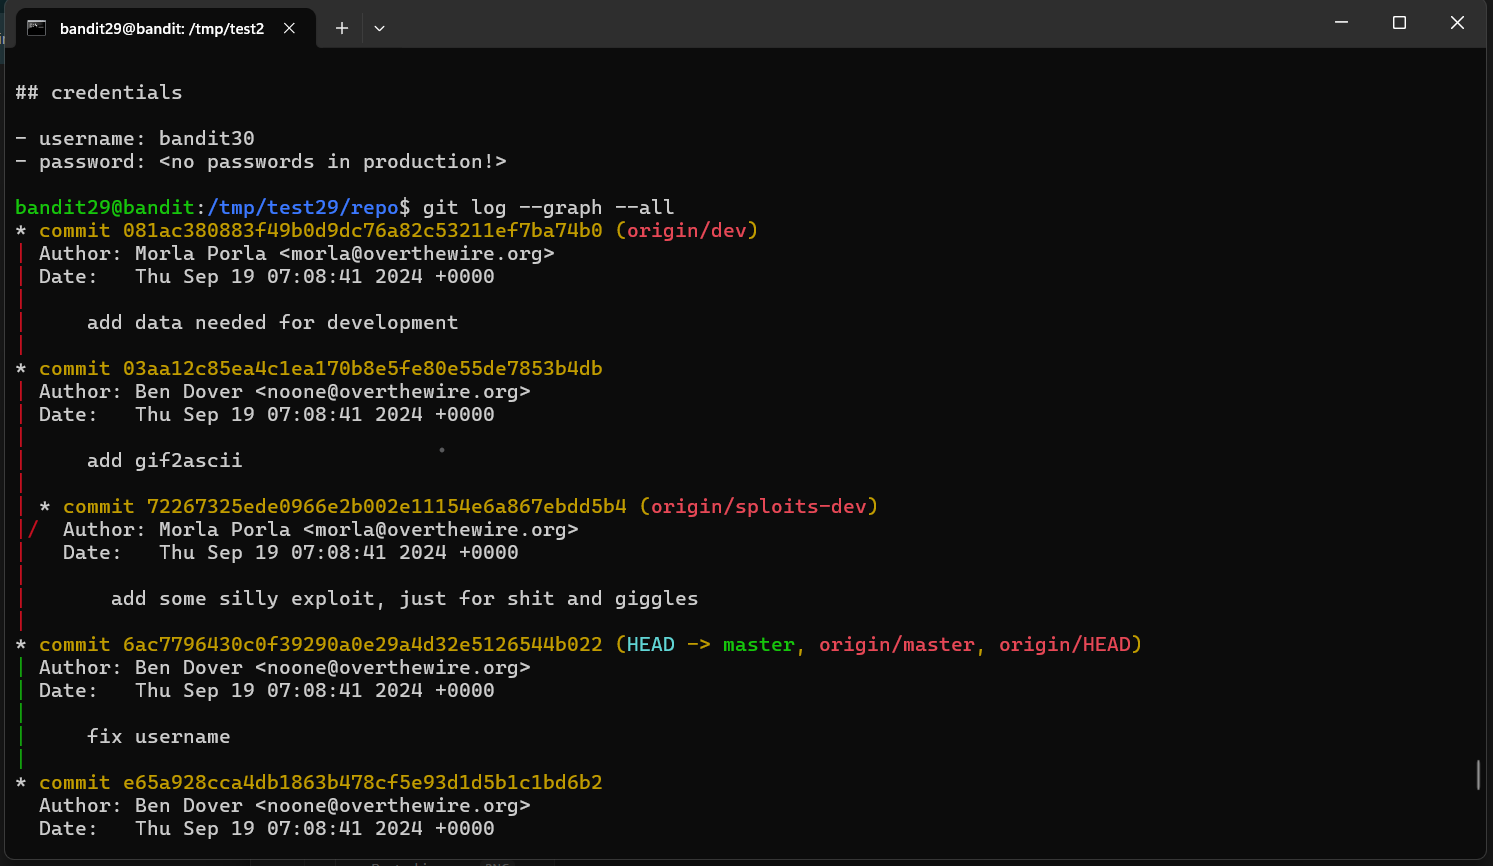 bandit29@bandit: /tmp/test2
## credentials
- username: bandit30
- password: <no passwords in production!>
bandit29@bandit:/tmp/test29/repo$ git log --graph --all
* commit 081ac380883f49b0d9dc76a82c53211ef7ba74b0 (origin/dev)
| Author: Morla Porla <morla@overthewire.org>
| Date:   Thu Sep 19 07:08:41 2024 +0000
|
|     add data needed for development
|
* commit 03aa12c85ea4c1ea170b8e5fe80e55de7853b4db
| Author: Ben Dover <noone@overthewire.org>
| Date:   Thu Sep 19 07:08:41 2024 +0000
|
|     add gif2ascii
|
| * commit 72267325ede0966e2b002e11154e6a867ebdd5b4 (origin/sploits-dev)
|/  Author: Morla Porla <morla@overthewire.org>
|   Date:   Thu Sep 19 07:08:41 2024 +0000
|
|       add some silly exploit, just for shit and giggles
|
* commit 6ac7796430c0f39290a0e29a4d32e5126544b022 (HEAD -> master, origin/master, origin/HEAD)
| Author: Ben Dover <noone@overthewire.org>
| Date:   Thu Sep 19 07:08:41 2024 +0000
|
|     fix username
|
* commit e65a928cca4db1863b478cf5e93d1d5b1c1bd6b2
  Author: Ben Dover <noone@overthewire.org>
  Date:   Thu Sep 19 07:08:41 2024 +0000